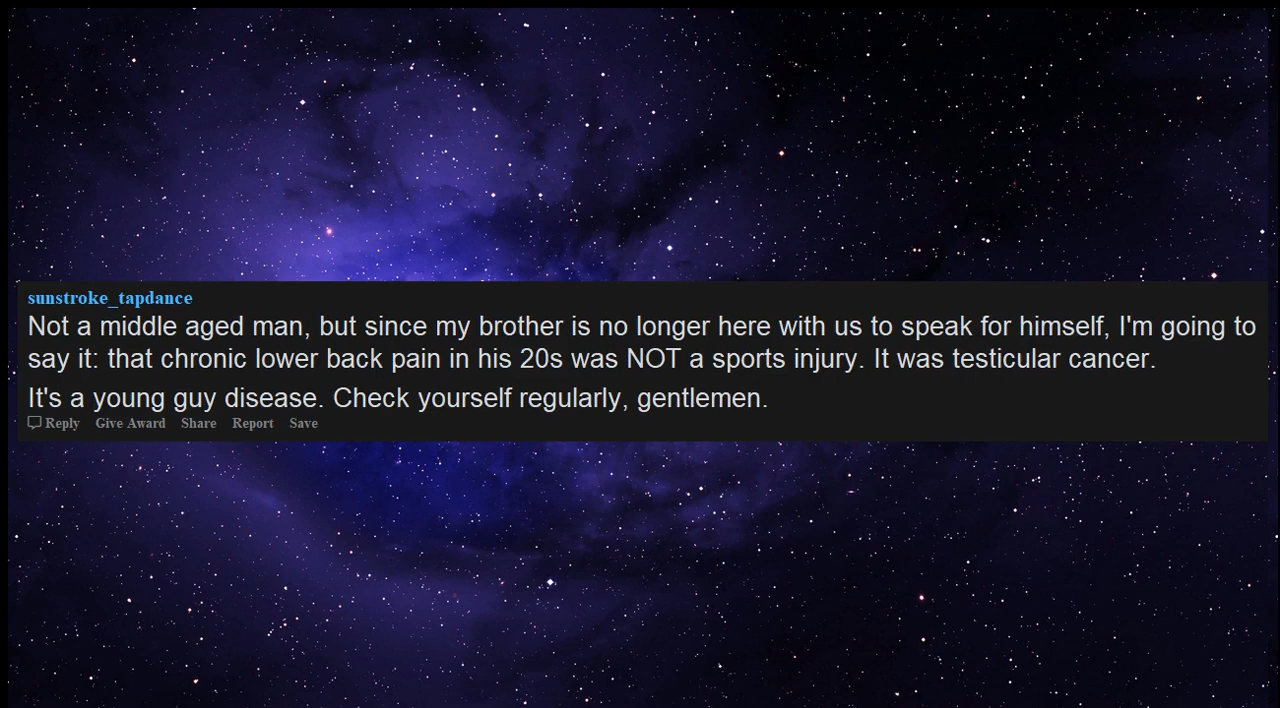 sunstroke_tapdance
Not a middle aged man, but since my brother is no longer here with us to speak for himself, I'm going to
say it: that chronic lower back pain in his 20s was NOT a sports injury. It was testicular cancer.
It's a young guy disease. Check yourself regularly, gentlemen.
Reply Give Award Share Report Save